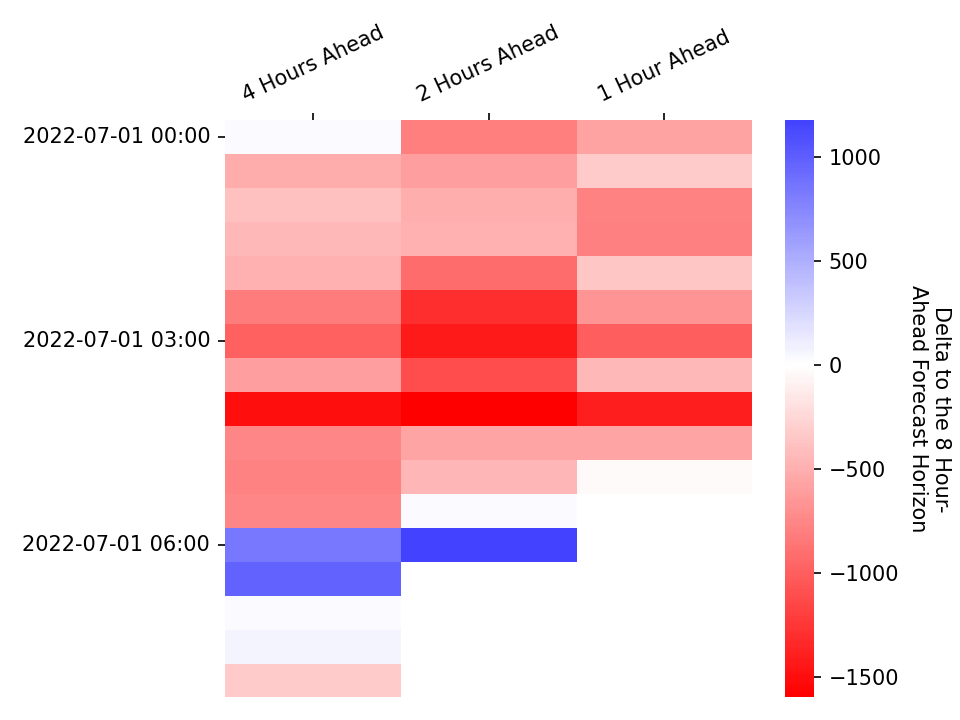 4 Hours Ahead
2 Hours Ahead
1 Hour Ahead
2022-07-01 00:00
2022-07-01 03:00
2022-07-01 06:00
1000
500
0
−500
−1000
−1500
Delta to the 8 Hour-
Ahead Forecast Horizon